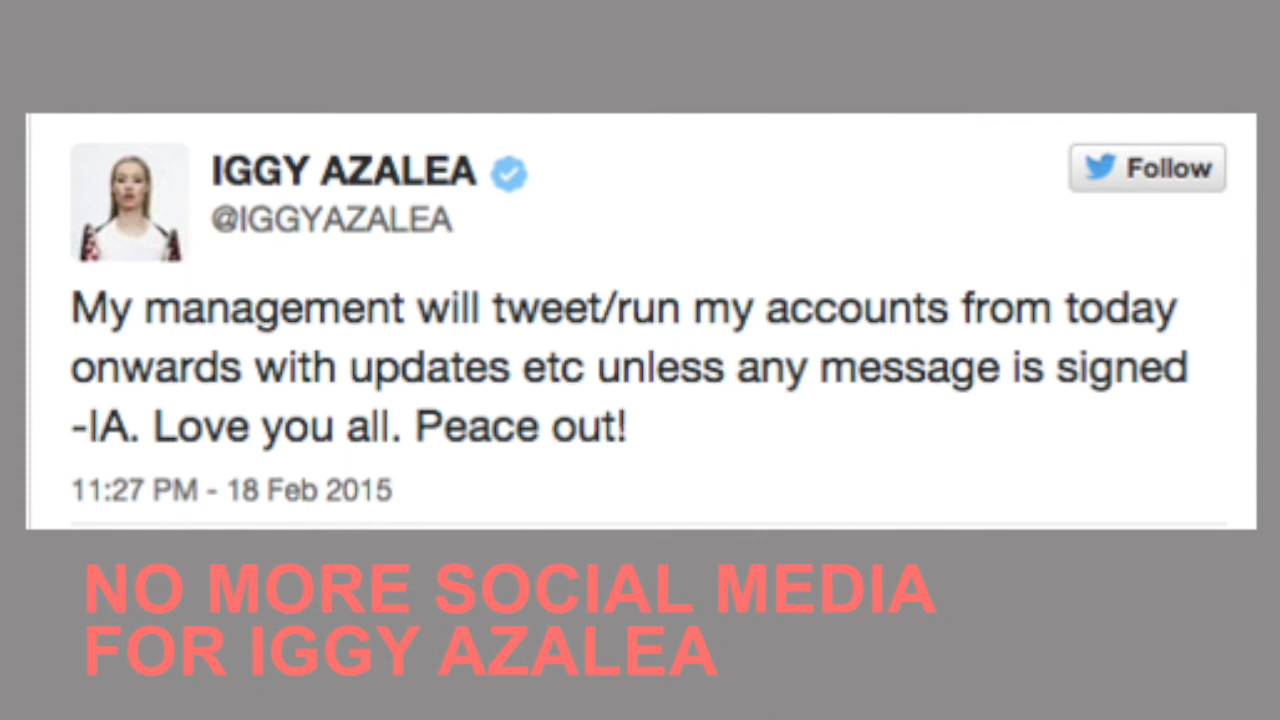 IGGY AZALEA
@IGGYAZALEA
Follow
My management will tweet/run my accounts from today
onwards with updates etc unless any message is signed
-IA. Love you all. Peace out!
11:27 PM - 18 Feb 2015
NO MORE SOCIAL MEDIA
FOR IGGY AZALEA